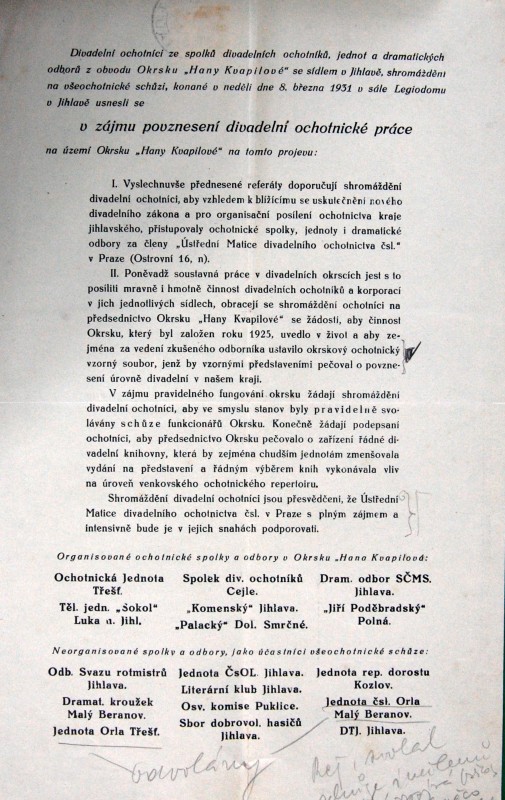 Divadelní ochotníci ze spolků divadelních ochotníků, jednot a dramatických
odborů z obvodu Okrsku „Hany Kvapilové" se sídlem v Jihlavě, shromáždění
na všeochotnické schůzi, konané v neděli dne 8. března 1931 v sále Legiodomu
v Jihlavě usnesli se
v zájmu povznesení divadelní ochotnické práce
na území Okrsku „Hany Kvapilové" na tomto projevu:
I. Vyslechnuvše přednesené referáty doporučují shromáždění
divadelní ochotníci, aby vzhledem k blížícímu se uskutečnění nového
divadelního zákona a pro organisační posílení ochotnictva kraje
jihlavského, přistupovaly ochotnické spolky, jednoty i dramatické
odbory za členy „Ústřední Matice divadelního ochotnictva čsl."
v Praze (Ostrovní 16, n).
II. Poněvadž soustavná práce v divadelních okrscích jest s to
posíliti mravně i hmotně činnost divadelních ochotníků a korporací
v jich jednotlivých sídlech, obracejí se shromáždění ochotníci na
předsednictvo Okrsku „Hany Kvapilové" se žádostí, aby činnost
Okrsku, který byl založen roku 1925, uvedlo v život a aby ze-
jména za vedení zkušeného odborníka ustavilo okrskový ochotnický
vzorný soubor, jenž by vzornými představeními pečoval o povzne-
sení úrovně divadelní v našem kraji.
V zájmu pravidelného fungování okrsku žádají shromáždění
divadelní ochotníci, aby ve smyslu stanov byly pravidelně svo-
lávány schůze funkcionářů Okrsku. Konečně žádají podepsaní
ochotníci, aby předsednictvo Okrsku pečovalo o zařízení řádné di-
vadelní knihovny, která by zejména chudším jednotám zmenšovala
vydání na představení a řádným výběrem knih vykonávala vliv
na úroveň venkovského ochotnického repertoiru.
Shromáždění divadelní ochotníci jsou přesvědčeni, že Ústřední
Matice divadelního ochotnictva čsl. v Praze s plným zájmem a
intensivně bude je v jejich snahách podporovati.
Organisované ochotnické spolky a odbory v Okrsku „Hana Kvapilová:
Ochotnická Jednota Spolek div. ochotníků Dram. odbor SČMS.
Třešť. Cejle. Jihlava.
Těl. jedn. „Sokol" „Komenský" Jihlava. „Jiří Poděbradský"
Luka n. Jihl. „Palacký" Dol. Smrčné. Polná.
Neorganisované spolky a odbory, jako účastníci všeochotnické schůze:
Odb. Svazu rotmistrů Jednota ČsOL Jihlava. Jednota rep. dorostu
Jihlava. Literární klub Jihlava. Kozlov.
Dramat. kroužek Osv. komise Puklice. Jednota čsl. Orla
Malý Beranov. Sbor dobrovol. hasičů Malý Beranov.
Jednota Orla Třešť. Jihlava. DTJ. Jihlava.
odvolány